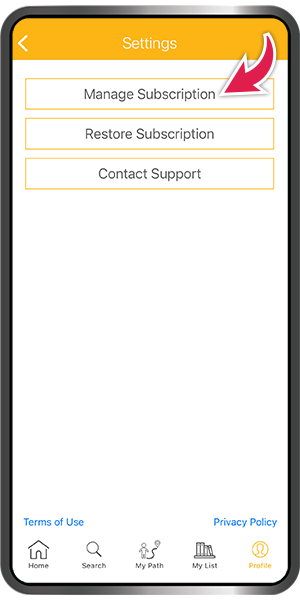 Settings
Manage Subscription
Restore Subscription
Contact Support
Terms of Use Privacy Policy
Home Search My Path My List Profile